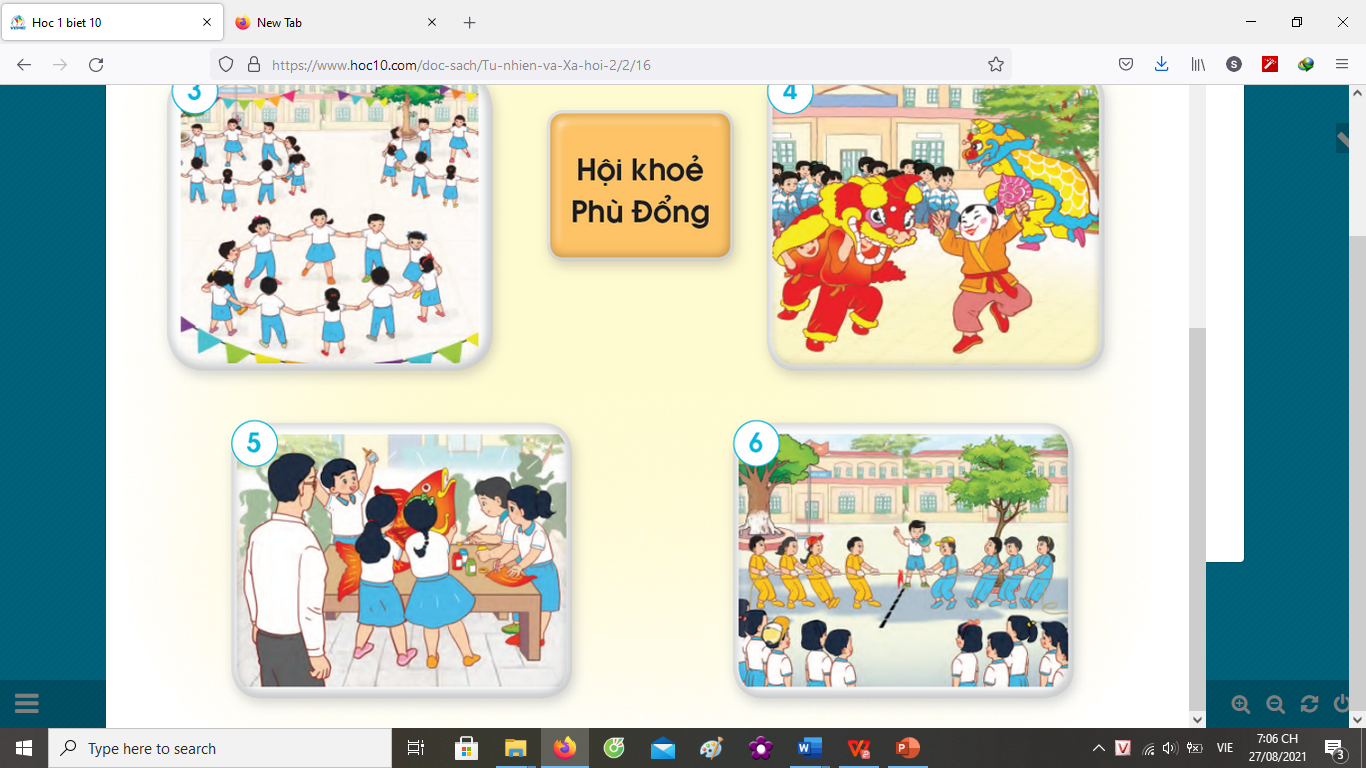 Hoc 1 biet 10
New Tab
https://www.hoc10.com/doc-sach/Tu-nhien-va-Xa-hoi-2/2/16
S
3
4
Hội khoẻ
Phù Đổng
5
6
Type here to search
V
VIE
7:06 CH
27/08/2021
3